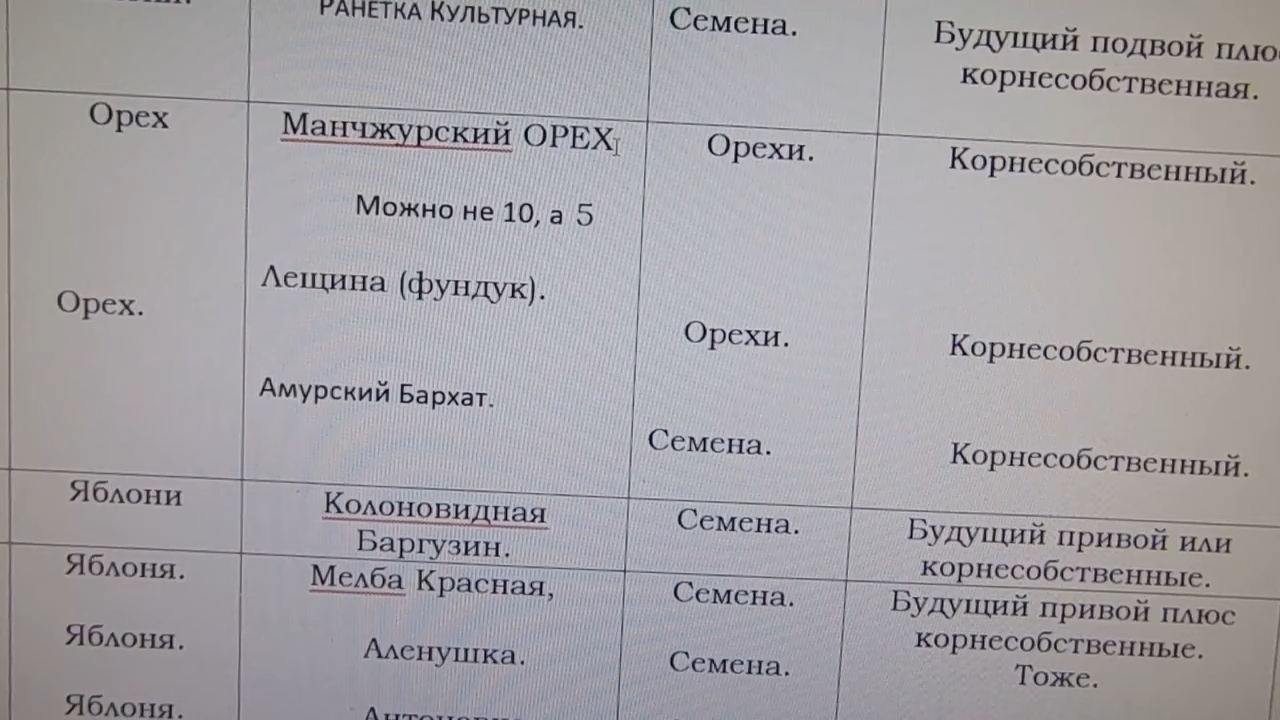 РАНЕТКА КУЛЬТУРНАЯ.
Семена.
Будущий подвой
корнесобственная.
Орех
Манчжурский ОРЕХ
Орехи.
Корнесобственный.
Можно не 10, а 5
Орех.
Лещина (фундук).
Орехи.
Корнесобственный.
Амурский Бархат.
Семена.
Корнесобственный.
Яблони
Колоновидная
Баргузин.
Семена.
Будущий привой или
корнесобственные.
Яблоня.
Мелба Красная,
Семена.
Будущий привой плюс
корнесобственные.
Яблоня.
Аленушка.
Семена.
Тоже.
Яблоня.